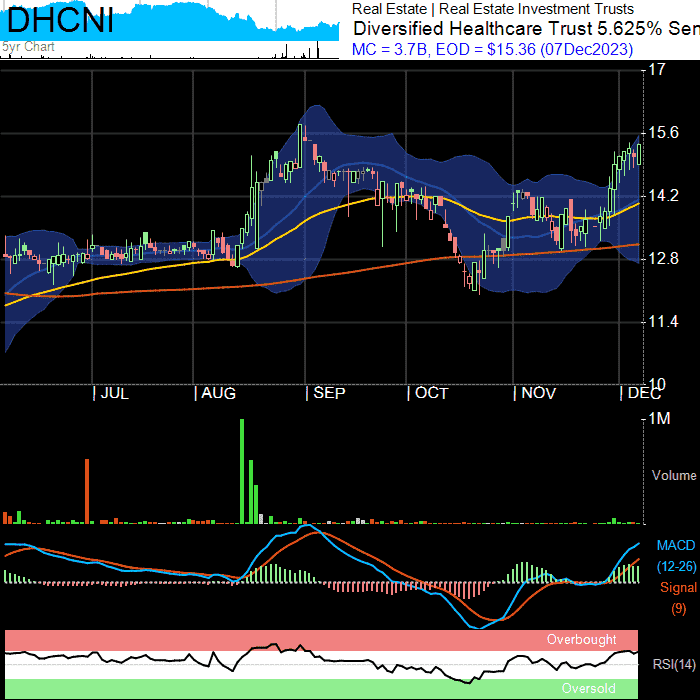 DHCNI
5yr Chart
Real Estate | Real Estate Investment Trusts
Diversified Healthcare Trust 5.625% Sen
MC = 3.7B, EOD = $15.36 (07Dec2023)
17
15.6
14.2
12.8
11.4
10
JUL AUG SEP OCT NOV DEC
1M
Volume
MACD
(12-26)
Signal
(9)
Overbought
RSI(14)
Oversold